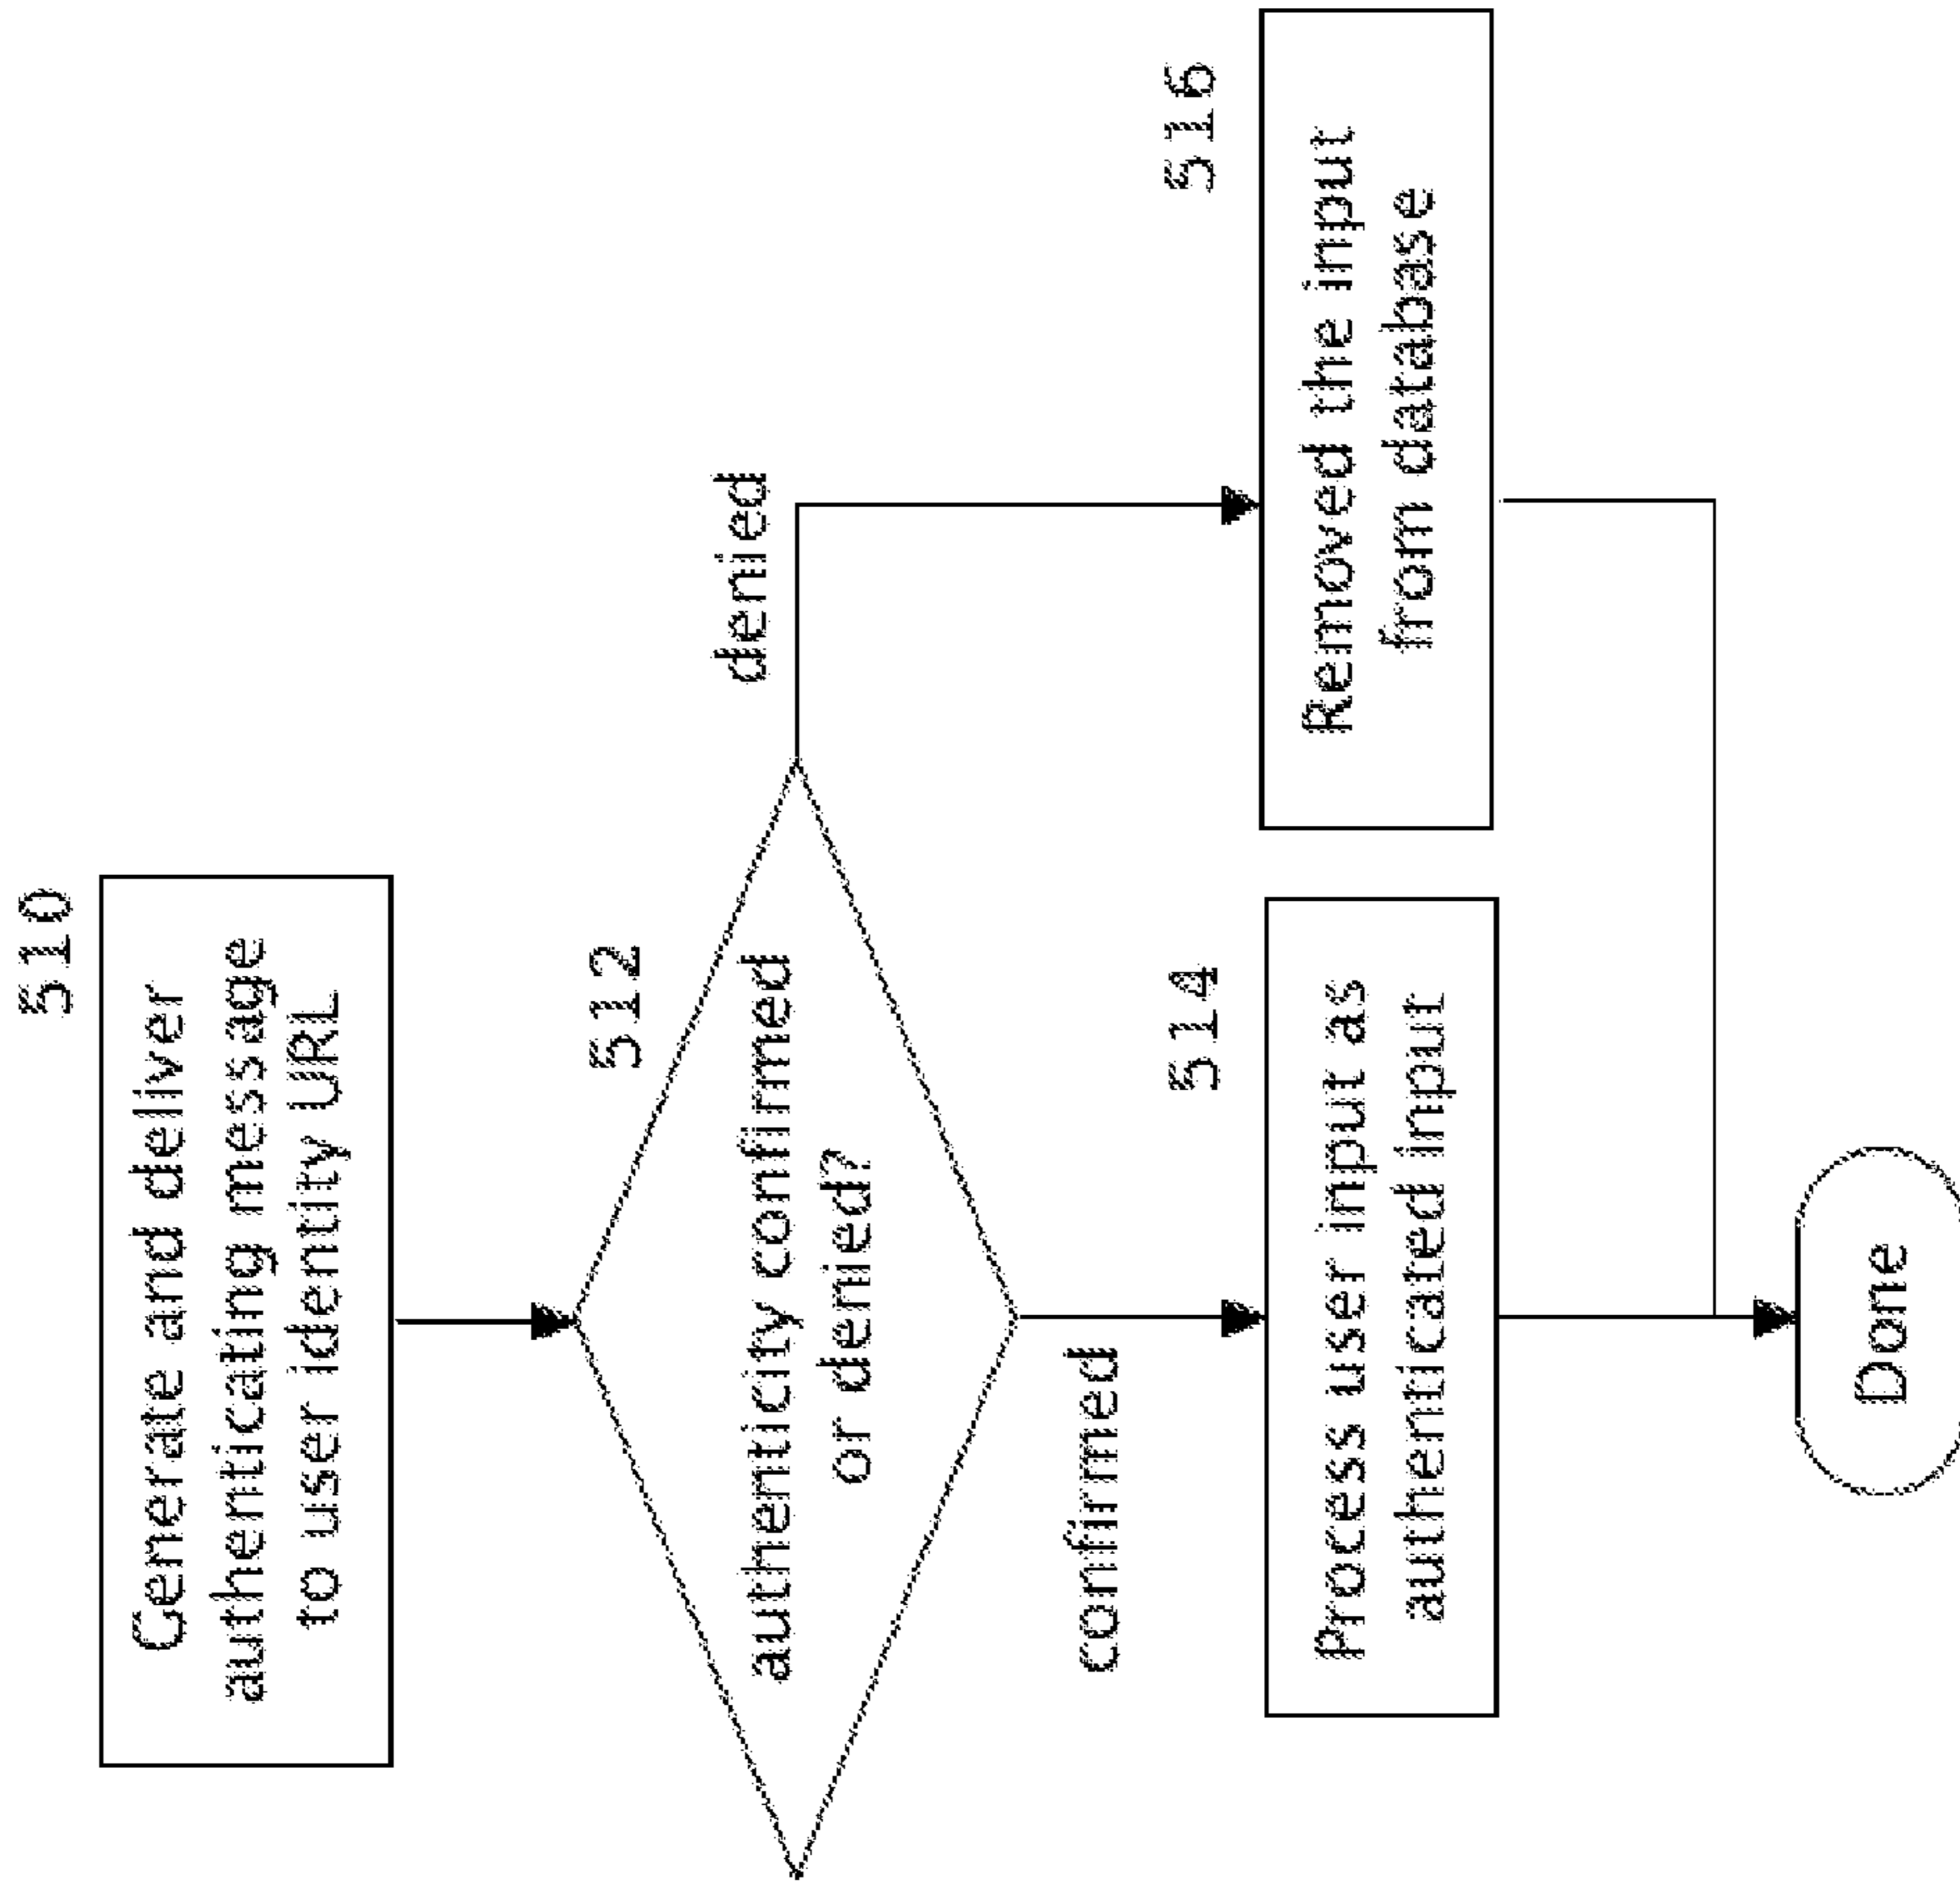 510
Generate and deliver
authenticating message
to user identity URL
512
authenticity confirmed
or denied?
denied
confirmed
514
Process user input as
authenticated input
516
Removed the input
from database
Done